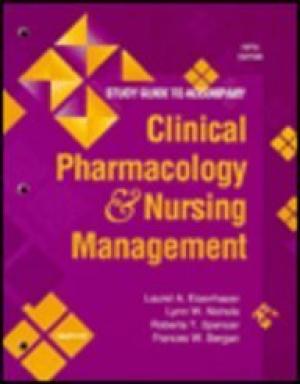 FIFTH
EDITION
STUDY GUIDE TO ACCOMPANY
Clinical
Pharmacology
& Nursing
Management
Laurel A. Eisenhauer
Lynn W. Nichols
Roberta T. Spencer
Frances W. Bergan